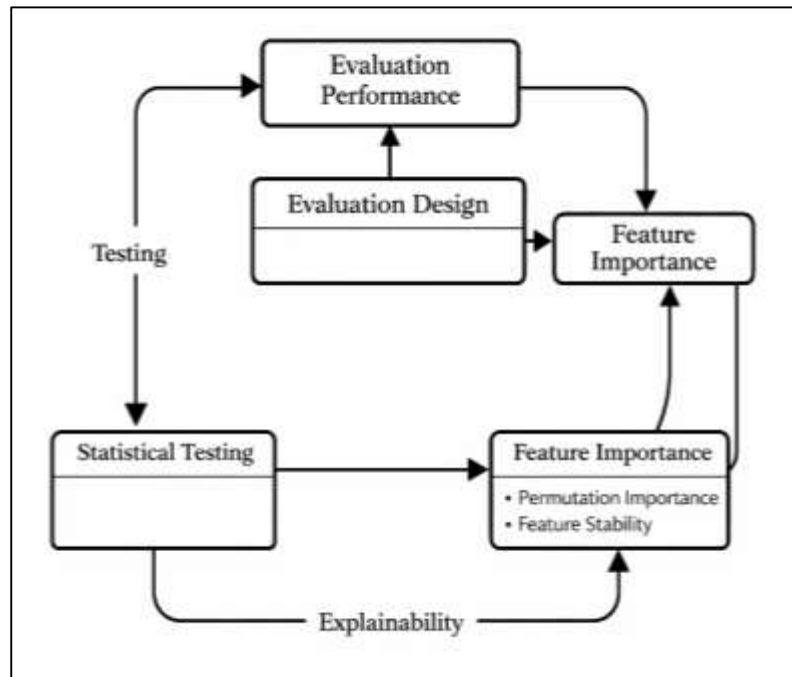 Evaluation
Performance
Evaluation Design
Feature
Importance
Testing
Statistical Testing
Feature Importance
• Permutation Importance
• Feature Stability
Explainability